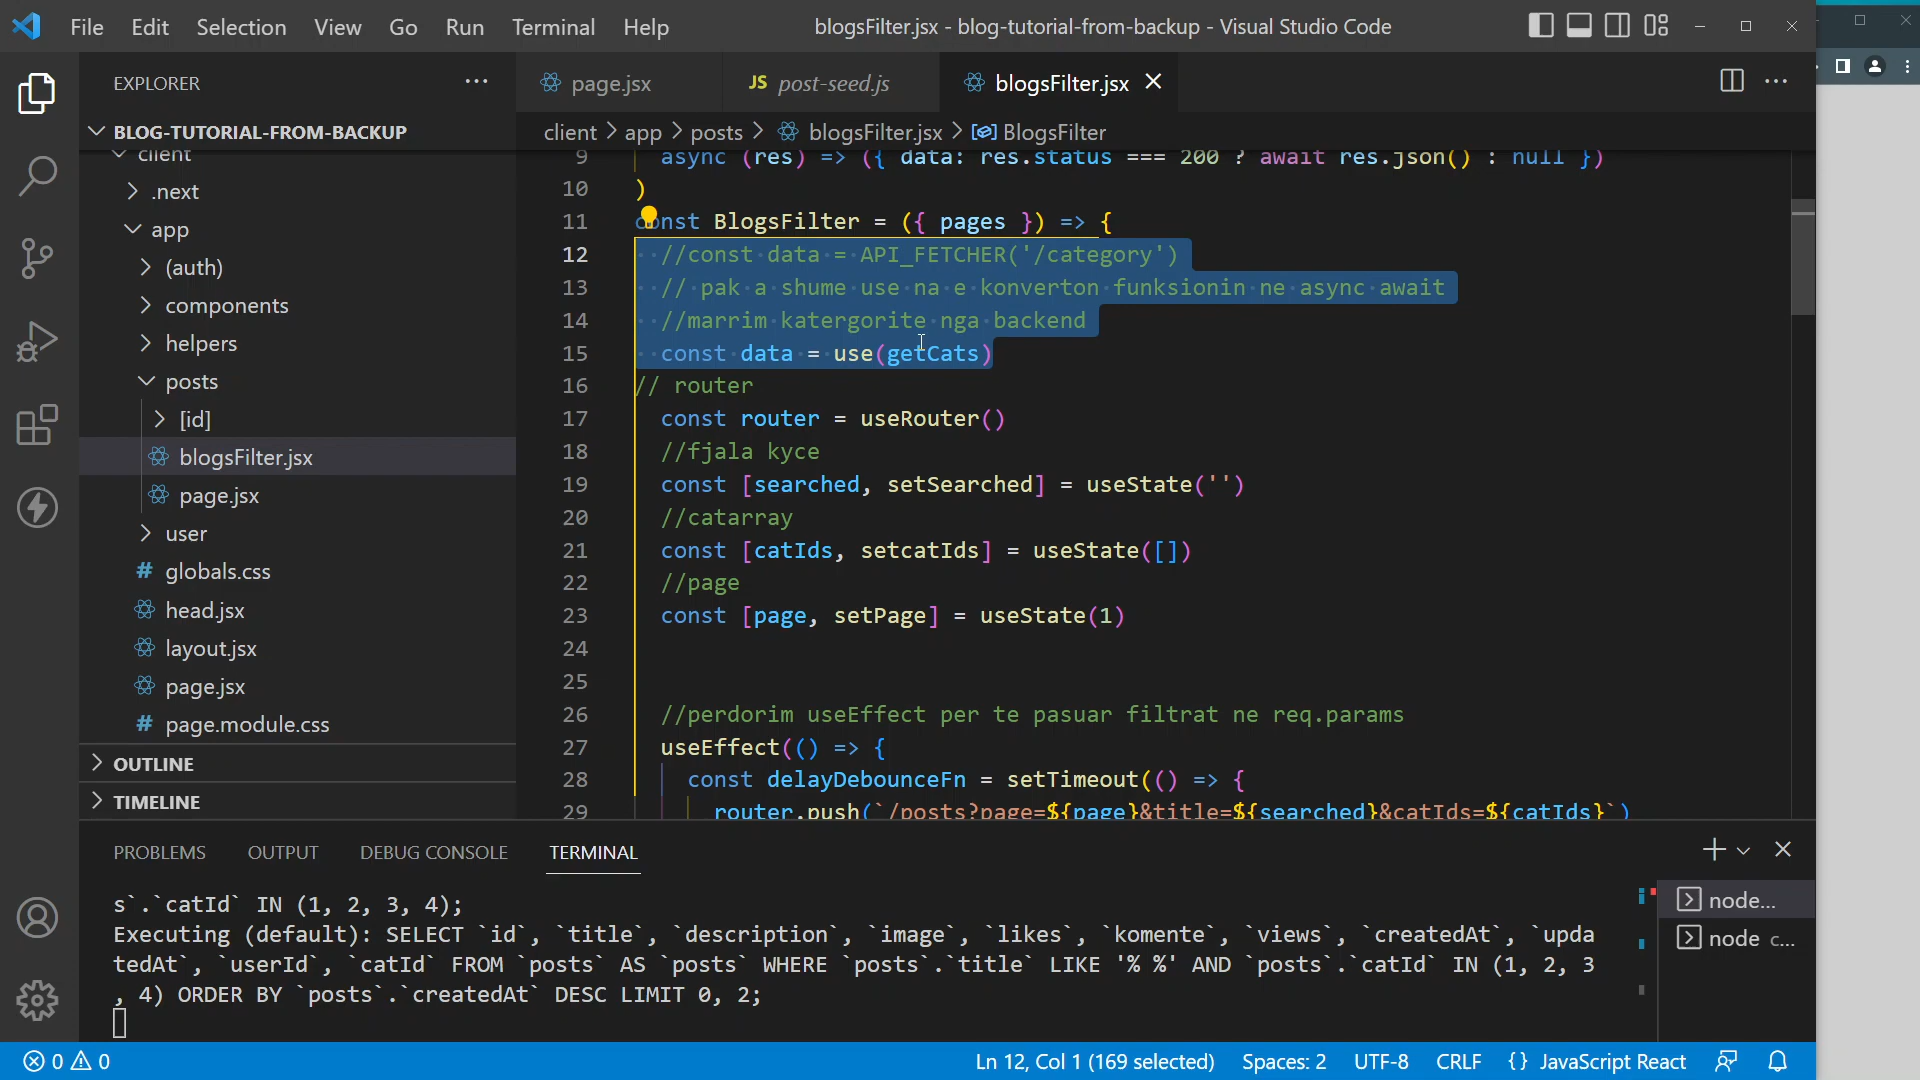 File Edit Selection View Go Run Terminal Help
blogsFilter.jsx - blog-tutorial-from-backup - Visual Studio Code
EXPLORER
BLOG-TUTORIAL-FROM-BACKUP
client
.next
app
(auth)
components
helpers
posts
[id]
blogsFilter.jsx
page.jsx
user
globals.css
head.jsx
layout.jsx
page.jsx
page.module.css
OUTLINE
TIMELINE
page.jsx
JS post-seed.js
blogsFilter.jsx
client > app > posts > blogsFilter.jsx > BlogsFilter
9 async (res) => ({ data: res.status === 200 ? await res.json() : null })
10 )
11 const BlogsFilter = ({ pages }) => {
12 //const data = API_FETCHER('/category')
13 // pak a shume use na e konverton funksionin ne async await
14 //marrim katergorite nga backend
15 const data = use(getCats)
16 // router
17 const router = useRouter()
18 //fjala kyce
19 const [searched, setSearched] = useState('')
20 //catarray
21 const [catIds, setcatIds] = useState([])
22 //page
23 const [page, setPage] = useState(1)
24
25
26 //perdorim useEffect per te pasuar filtrat ne req.params
27 useEffect(() => {
28 const delayDebounceFn = setTimeout(() => {
29 router.push(`/posts?page=${page}&title=${searched}&catIds=${catIds}`)
PROBLEMS OUTPUT DEBUG CONSOLE TERMINAL
s`.`catId` IN (1, 2, 3, 4);
Executing (default): SELECT `id`, `title`, `description`, `image`, `likes`, `komente`, `views`, `createdAt`, `upda
tedAt`, `userId`, `catId` FROM `posts` AS `posts` WHERE `posts`.`title` LIKE '% %' AND `posts`.`catId` IN (1, 2, 3
, 4) ORDER BY `posts`.`createdAt` DESC LIMIT 0, 2;
node...
node c...
0 0
Ln 12, Col 1 (169 selected) Spaces: 2 UTF-8 CRLF {} JavaScript React